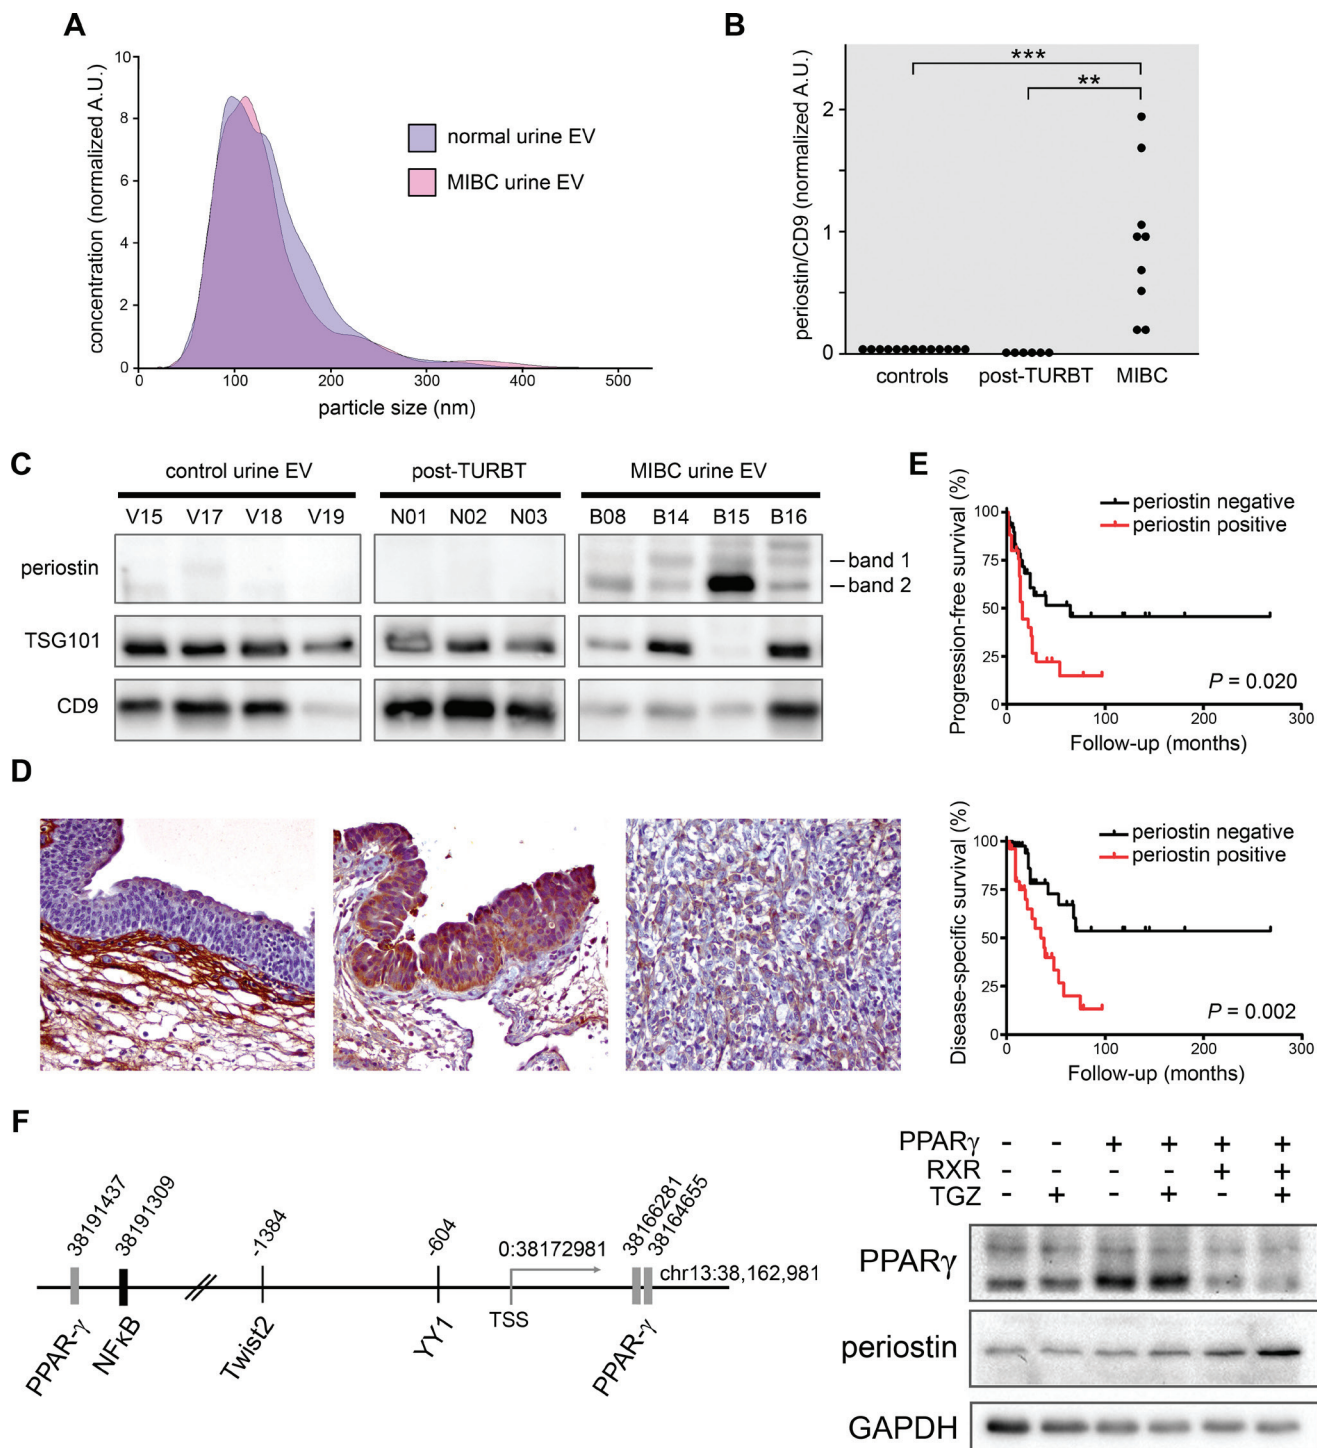 A
concentration (normalized A.U.)
10
8
6
4
2
0
0 100 200 300 400 500
particle size (nm)
normal urine EV
MIBC urine EV
B
periostin/CD9 (normalized A.U.)
2
1
0
***
**
controls post-TURBT MIBC
C
control urine EV post-TURBT MIBC urine EV
V15 V17 V18 V19 N01 N02 N03 B08 B14 B15 B16
periostin
band 1
band 2
TSG101
CD9
D
E
Progression-free survival (%)
100
75
50
25
0
0 100 200 300
periostin negative
periostin positive
P = 0.020
Follow-up (months)
Disease-specific survival (%)
100
75
50
25
0
0 100 200 300
periostin negative
periostin positive
P = 0.002
Follow-up (months)
F
38191437
38191309
-1384
-604
0:38172981
38166281
38164655
chr13:38,162,981
PPAR-γ
NFκB
Twist2
YY1
TSS
PPAR-γ
PPARγ - - + + + +
RXR - - - - + +
TGZ - + - + - +
PPARγ
periostin
GAPDH